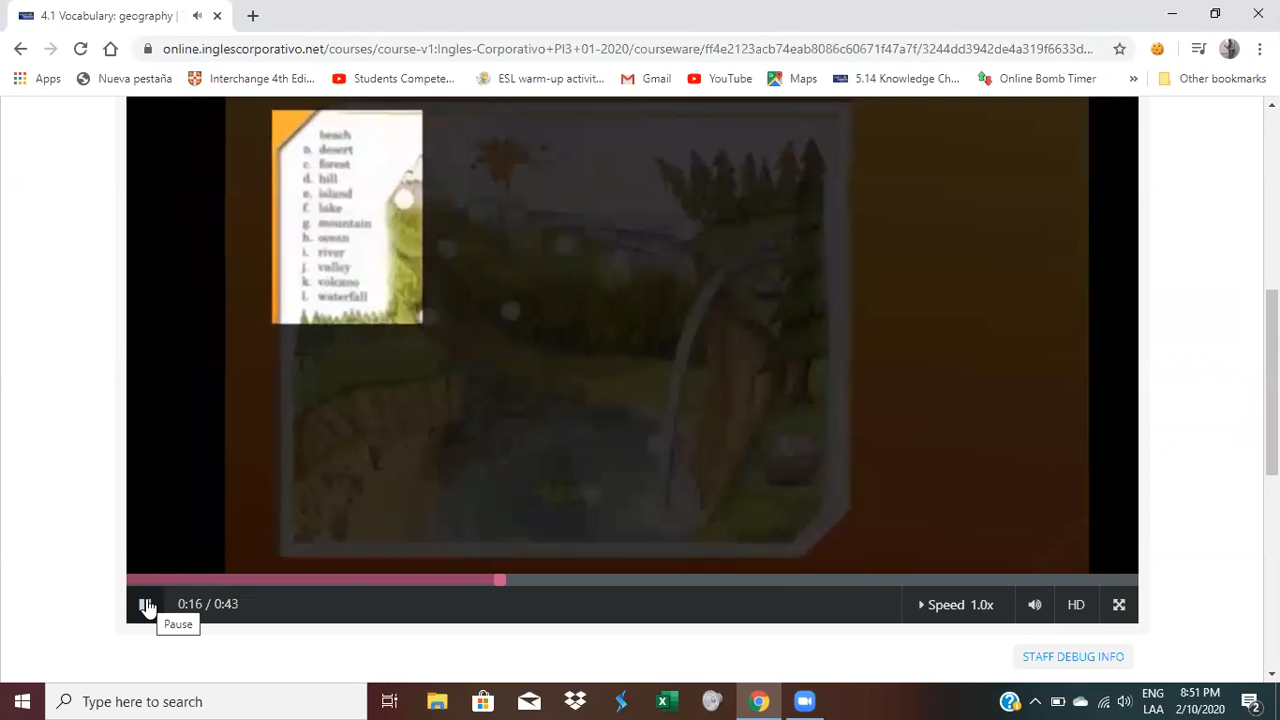 4.1 Vocabulary: geography |
online.inglescorporativo.net/courses/course-v1:Ingles-Corporativo+PI3+01-2020/courseware/ff4e2123acb74eab8086c60671f47a7f/3244dd3942de4a319f6633d...
Apps Nueva pestaña Interchange 4th Edi... Students Compete... ESL warm-up activit... Gmail YouTube Maps 5.14 Knowledge Ch... Online Bomb Timer » Other bookmarks
beach
b. desert
c. forest
d. hill
e. island
f. lake
g. mountain
h. ocean
i. river
j. valley
k. volcano
l. waterfall
0:16 / 0:43 Speed 1.0x HD
Pause
STAFF DEBUG INFO
Type here to search
ENG 8:51 PM
LAA 2/10/2020 2